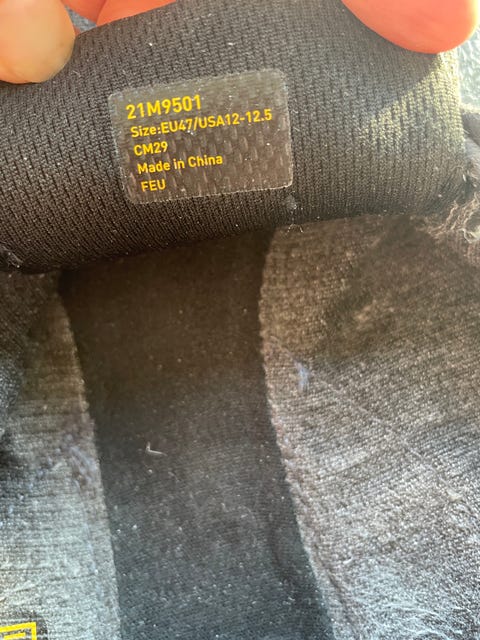 21M9501
Size:EU47/USA12-12.5
CM29
Made in China
FEU